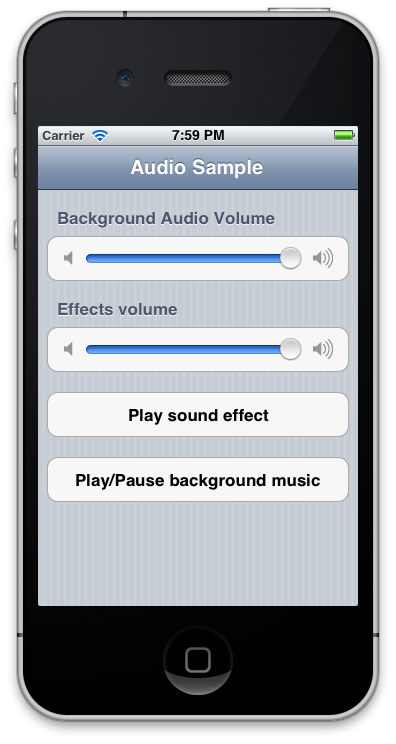 Carrier 7:59 PM
Audio Sample
Background Audio Volume
Effects volume
Play sound effect
Play/Pause background music